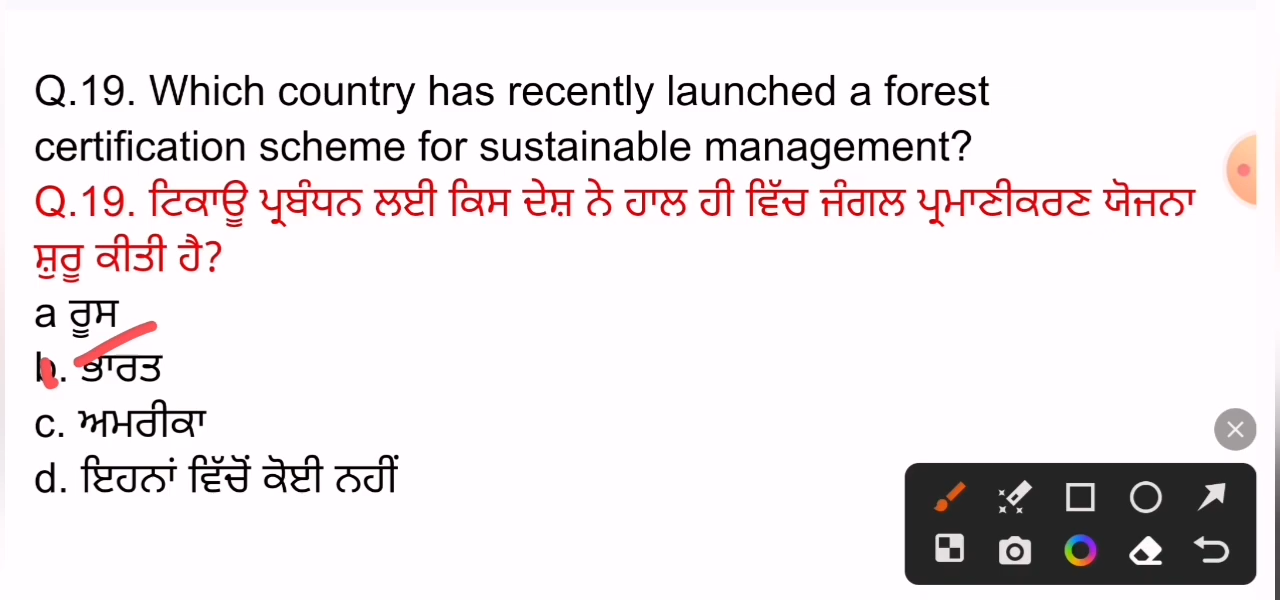 Q.19. Which country has recently launched a forest
certification scheme for sustainable management?
Q.19. ਟਿਕਾਊ ਪ੍ਰਬੰਧਨ ਲਈ ਕਿਸ ਦੇਸ਼ ਨੇ ਹਾਲ ਹੀ ਵਿੱਚ ਜੰਗਲ ਪ੍ਰਮਾਣੀਕਰਣ ਯੋਜਨਾ
ਸ਼ੁਰੂ ਕੀਤੀ ਹੈ?
a ਰੂਸ
b. ਭਾਰਤ
c. ਅਮਰੀਕਾ
d. ਇਹਨਾਂ ਵਿੱਚੋਂ ਕੋਈ ਨਹੀਂ